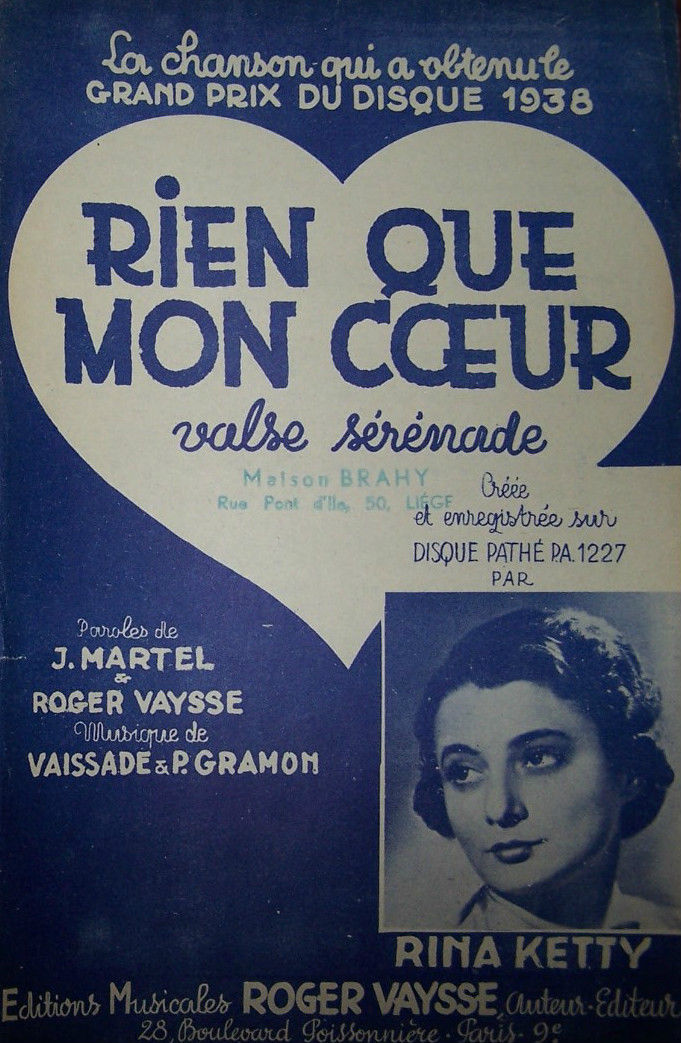 La chanson qui a obtenu le
GRAND PRIX DU DISQUE 1938
RIEN QUE
MON CŒUR
valse sérénade
Maison BRAHY
Rue Pont d'Ile, 50, LIÉGE
Créée
et enregistrée sur
DISQUE PATHÉ P.A. 1227
PAR
Paroles de
J. MARTEL
&
ROGER VAYSSE
Musique de
VAISSADE & P. GRAMON
RINA KETTY
Editions Musicales ROGER VAYSSE, Auteur-Editeur
28, Boulevard Poissonnière - Paris - 9e